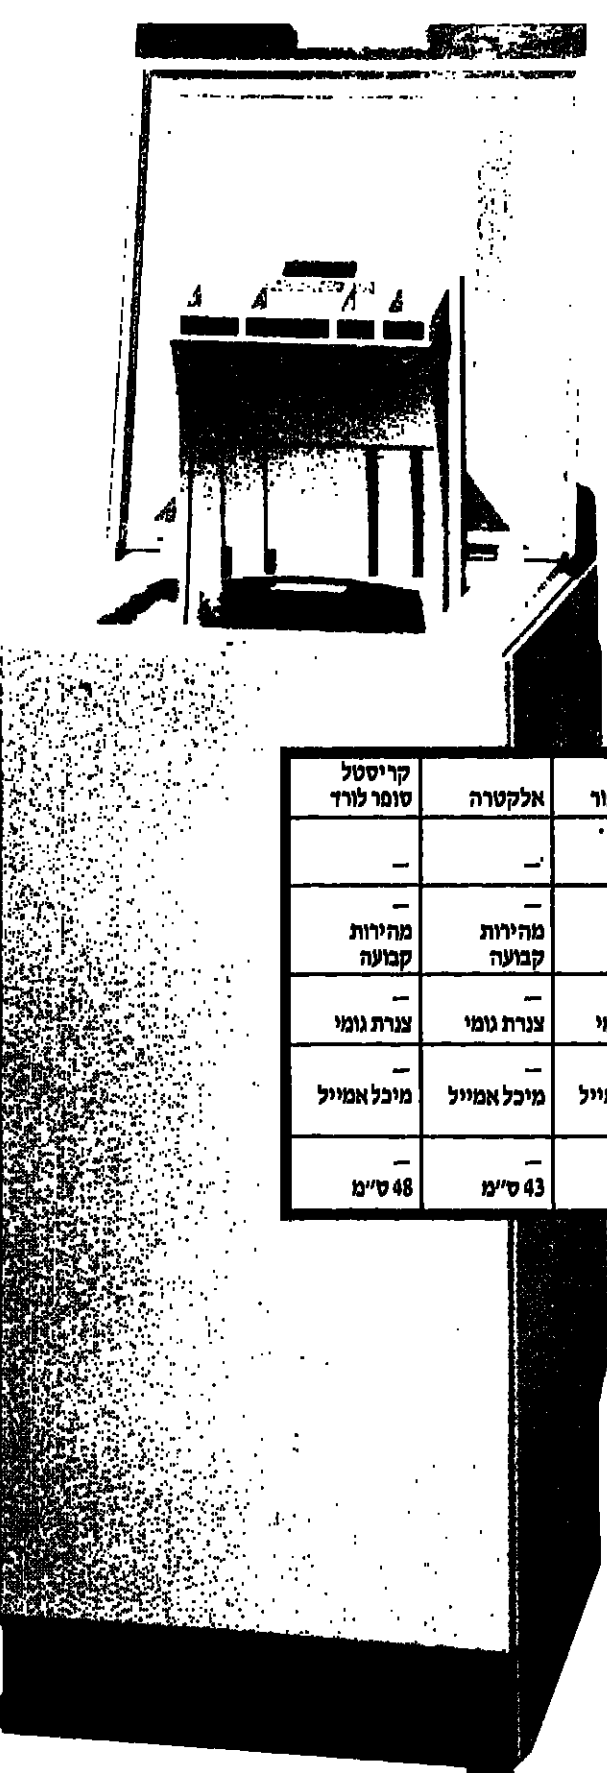 אלקטרה
קריסטל
סופר לורד
—
—
—
מהירות
קבועה
—
מהירות
קבועה
—
צנרת גומי
—
צנרת גומי
—
מיכל אמייל
—
מיכל אמייל
—
43 ס״מ
—
48 ס״מ